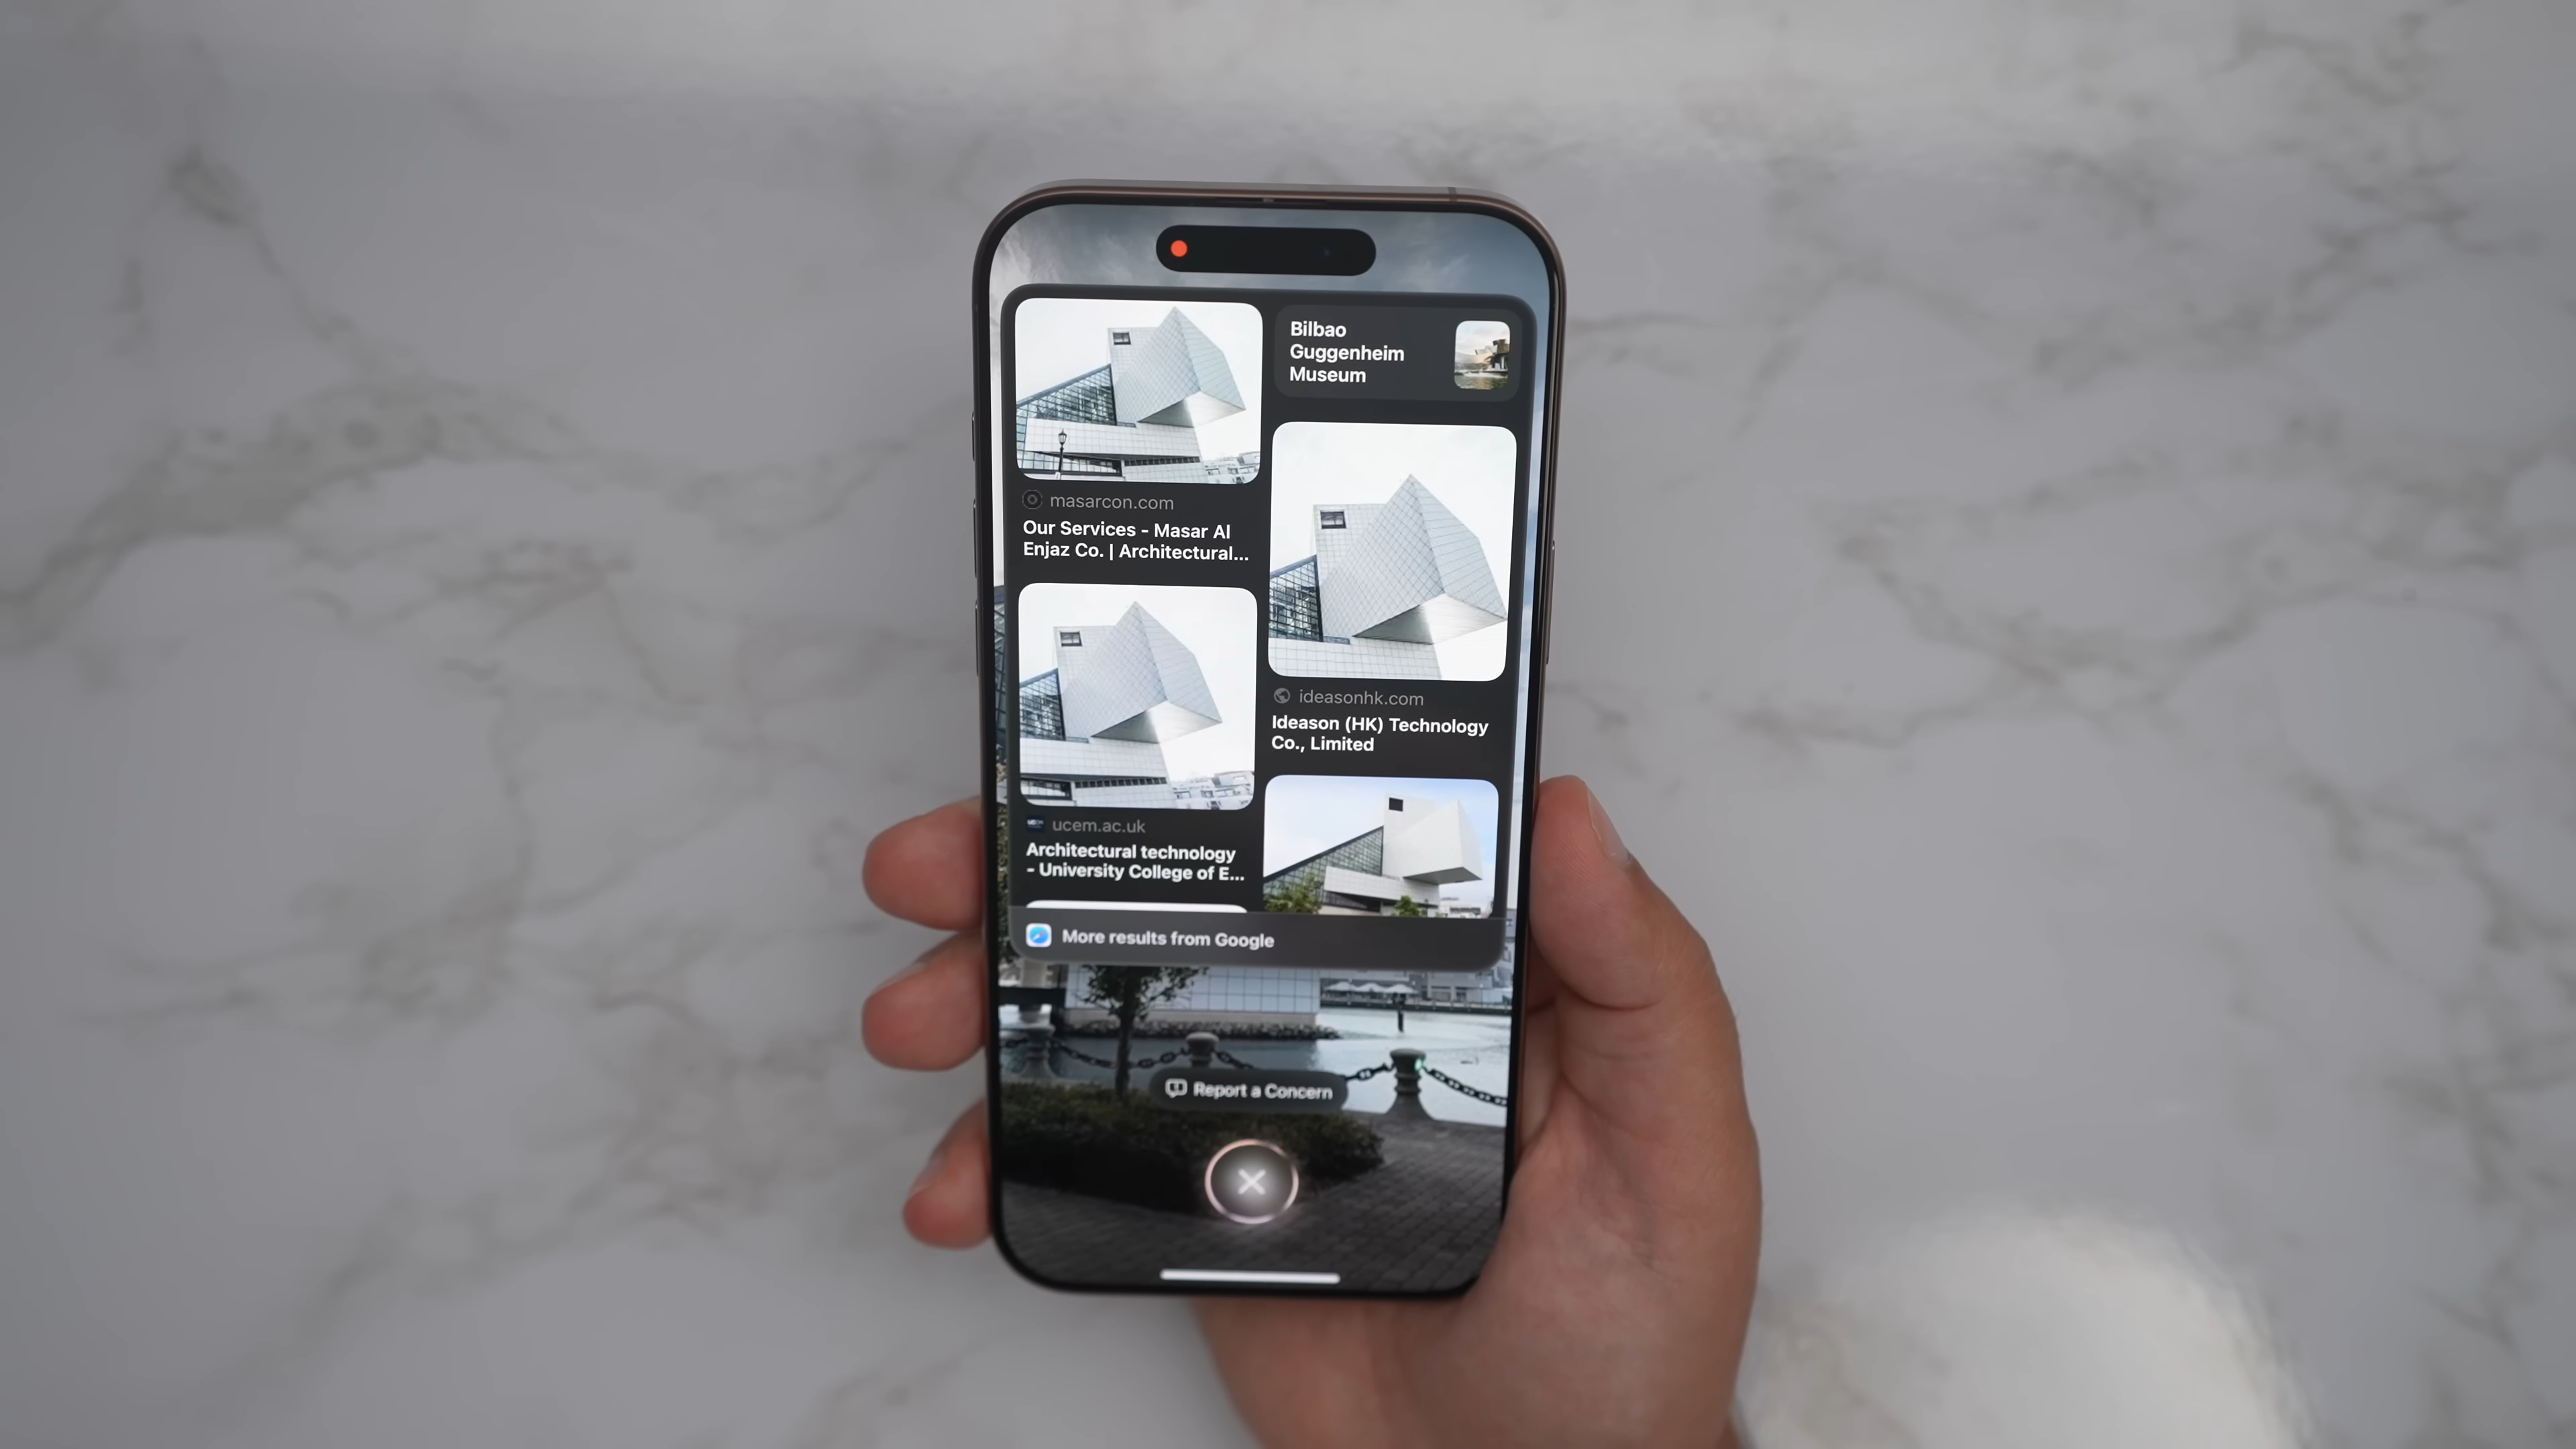 Bilbao
Guggenheim
Museum
masarcon.com
Our Services - Masar Al
Enjaz Co. | Architectural...
ideasonhk.com
Ideason (HK) Technology
Co., Limited
ucem.ac.uk
Architectural technology
- University College of E...
More results from Google
Report a Concern